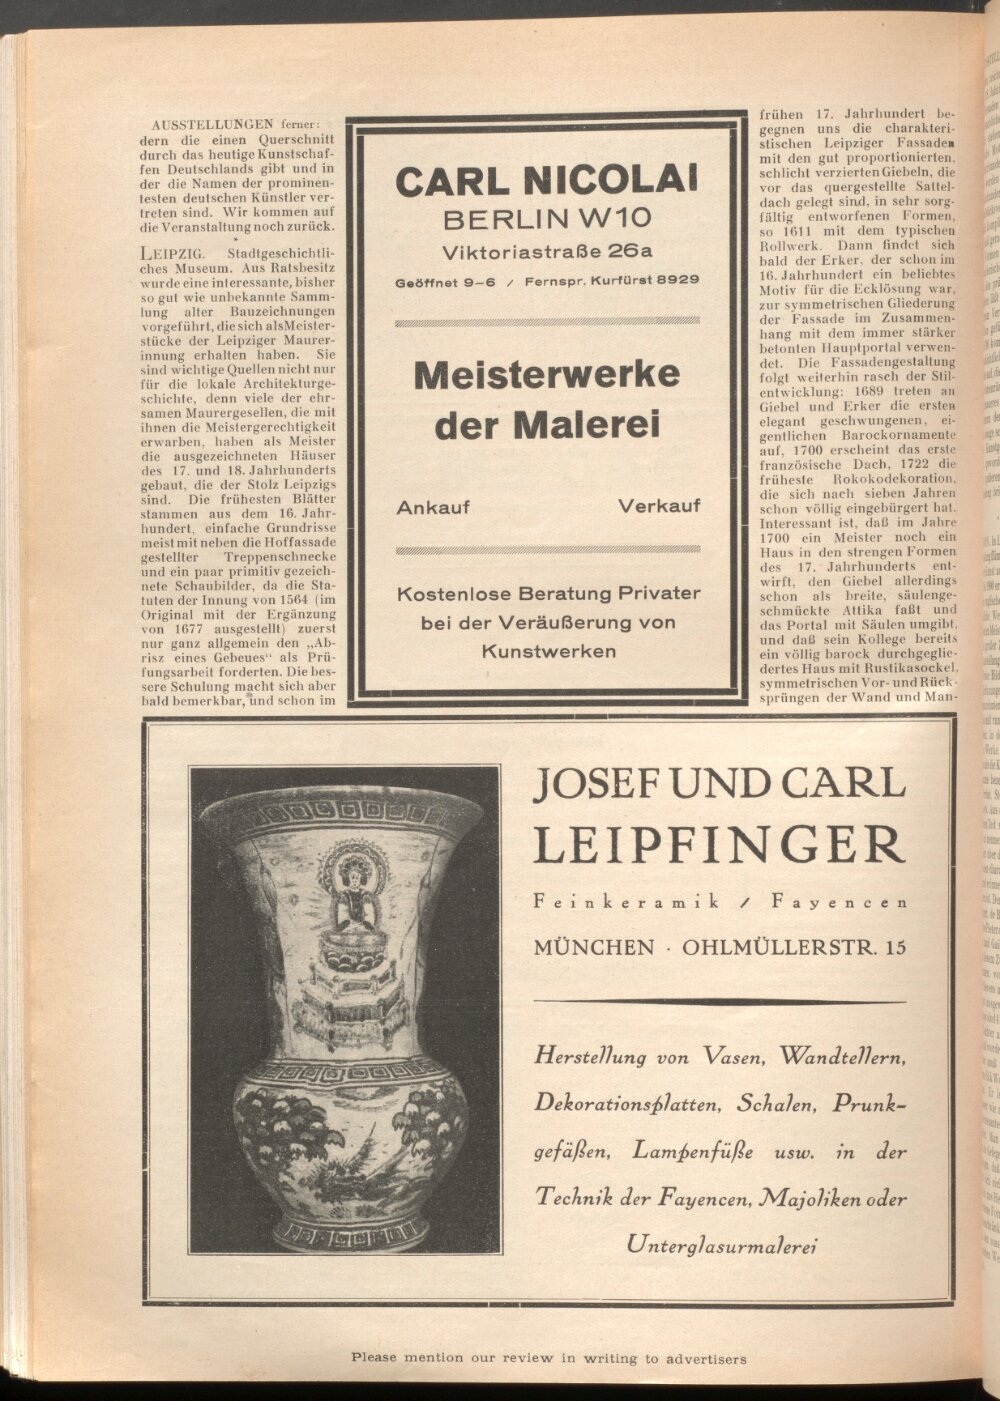 AUSSTELLUNGEN ferner:
dern die einen Querschnitt
durch das heutige Kunstschaf-
fen Deutschlands gibt und in
der die Namen der prominen-
testen deutschen Künstler ver-
treten sind. Wir kommen auf
die Veranstaltung noch zurück.
*
LEIPZIG. Stadtgeschichtli-
ches Museum. Aus Ratsbesitz
wurde eine interessante, bisher
so gut wie unbekannte Samm-
lung alter Bauzeichnungen
vorgeführt, die sich als Meister-
stücke der Leipziger Maurer-
innung erhalten haben. Sie
sind wichtige Quellen nicht nur
für die lokale Architekturge-
schichte, denn viele der ehr-
samen Maurergesellen, die mit
ihnen die Meistergerechtigkeit
erwarben, haben als Meister
die ausgezeichneten Häuser
des 17. und 18. Jahrhunderts
gebaut, die der Stolz Leipzigs
sind. Die frühesten Blätter
stammen aus dem 16. Jahr-
hundert, einfache Grundrisse
meist mit neben die Hoffassade
gestellter Treppenschnecke
und ein paar primitiv gezeich-
nete Schaubilder, da die Sta-
tuten der Innung von 1564 (im
Original mit der Ergänzung
von 1677 ausgestellt) zuerst
nur ganz allgemein den „Ab-
risz eines Gebeues" als Prü-
fungsarbeit forderten. Die bes-
sere Schulung macht sich aber
bald bemerkbar, und schon im
CARL NICOLAI
BERLIN W10
Viktoriastraße 26a
Geöffnet 9–6 / Fernspr. Kurfürst 8929
Meisterwerke
der Malerei
Ankauf Verkauf
Kostenlose Beratung Privater
bei der Veräußerung von
Kunstwerken
frühen 17. Jahrhundert be-
gegnen uns die charakteri-
stischen Leipziger Fassaden
mit den gut proportionierten,
schlicht verzierten Giebeln, die
vor das quergestellte Sattel-
dach gelegt sind, in sehr sorg-
fältig entworfenen Formen,
so 1611 mit dem typischen
Rollwerk. Dann findet sich
bald der Erker, der schon im
16. Jahrhundert ein beliebtes
Motiv für die Ecklösung war,
zur symmetrischen Gliederung
der Fassade im Zusammen-
hang mit dem immer stärker
betonten Hauptportal verwen-
det. Die Fassadengestaltung
folgt weiterhin rasch der Stil-
entwicklung: 1689 treten an
Giebel und Erker die ersten
elegant geschwungenen, ei-
gentlichen Barockornamente
auf, 1700 erscheint das erste
französische Dach, 1722 die
früheste Rokokodekoration,
die sich nach sieben Jahren
schon völlig eingebürgert hat.
Interessant ist, daß im Jahre
1700 ein Meister noch ein
Haus in den strengen Formen
des 17. Jahrhunderts ent-
wirft, den Giebel allerdings
schon als breite, säulenge-
schmückte Attika faßt und
das Portal mit Säulen umgibt,
und daß sein Kollege bereits
ein völlig barock durchgeglie-
dertes Haus mit Rustikasockel,
symmetrischen Vor- und Rück-
sprüngen der Wand und Man-
JOSEF UND CARL
LEIPFINGER
Feinkeramik / Fayencen
MÜNCHEN · OHLMÜLLERSTR. 15
Herstellung von Vasen, Wandtellern,
Dekorationsplatten, Schalen, Prunk-
gefäßen, Lampenfüße usw. in der
Technik der Fayencen, Majoliken oder
Unterglasurmalerei
Please mention our review in writing to advertisers